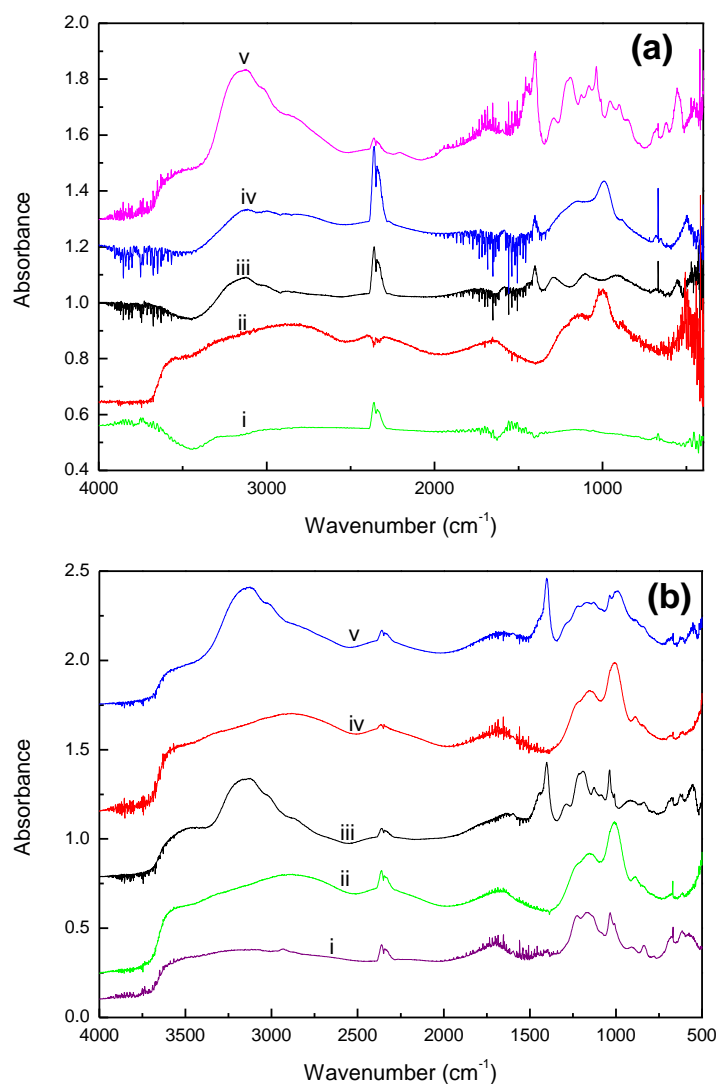 (a)
2.0
1.8
1.6
1.4
1.2
1.0
0.8
0.6
0.4
Absorbance
v
iv
iii
ii
i
4000 3000 2000 1000
Wavenumber (cm-1)
(b)
2.5
2.0
1.5
1.0
0.5
0.0
Absorbance
v
iv
iii
ii
i
4000 3500 3000 2500 2000 1500 1000 500
Wavenumber (cm-1)